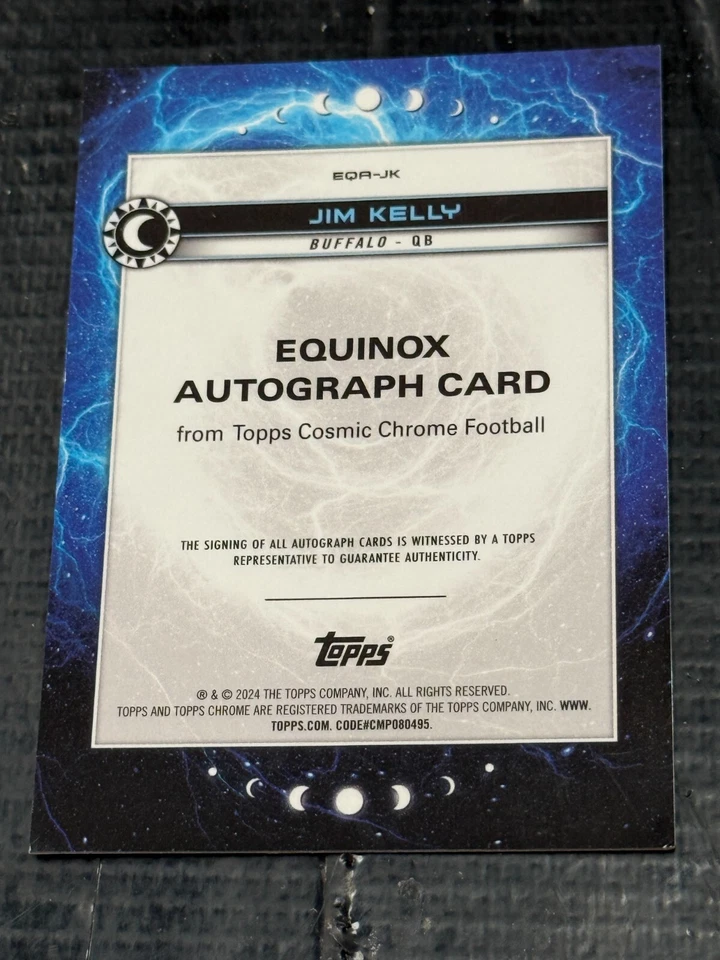 EQA-JK
JIM KELLY
BUFFALO - QB
EQUINOX
AUTOGRAPH CARD
from Topps Cosmic Chrome Football
THE SIGNING OF ALL AUTOGRAPH CARDS IS WITNESSED BY A TOPPS
REPRESENTATIVE TO GUARANTEE AUTHENTICITY.
Topps®
® & © 2024 THE TOPPS COMPANY, INC. ALL RIGHTS RESERVED.
TOPPS AND TOPPS CHROME ARE REGISTERED TRADEMARKS OF THE TOPPS COMPANY, INC. WWW.
TOPPS.COM. CODE#CMP080495.